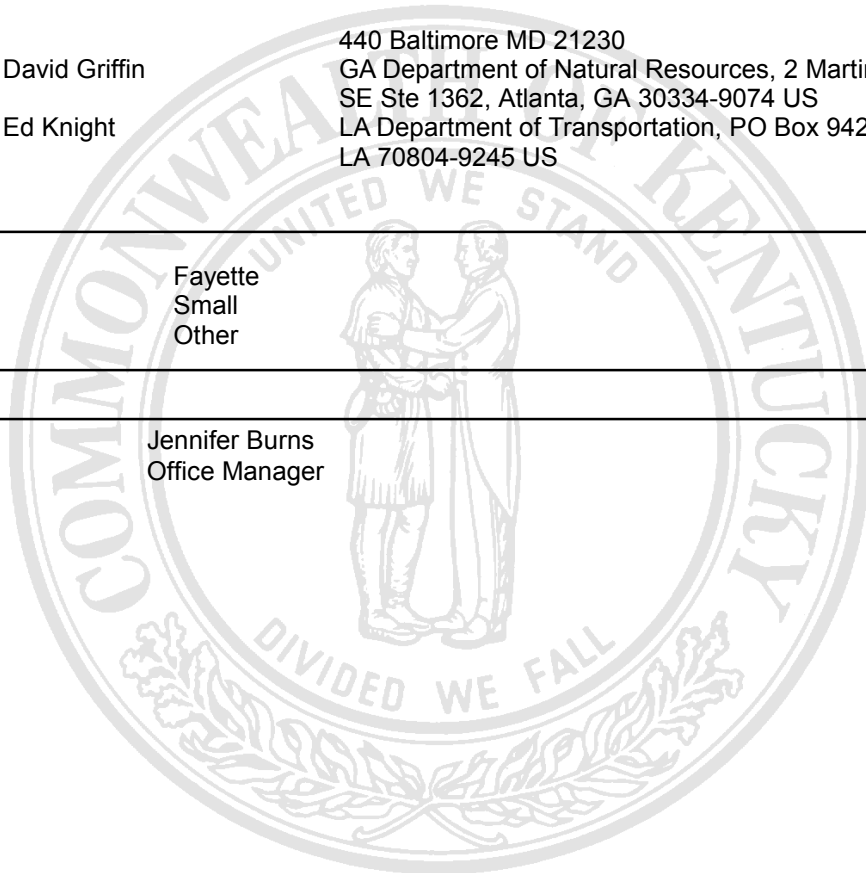 440 Baltimore MD 21230
David Griffin GA Department of Natural Resources, 2 Martin
SE Ste 1362, Atlanta, GA 30334-9074 US
Ed Knight LA Department of Transportation, PO Box 942
LA 70804-9245 US
Fayette
Small
Other
Jennifer Burns
Office Manager
COMMONWEALTH OF KENTUCKY
UNITED WE STAND
DIVIDED WE FALL